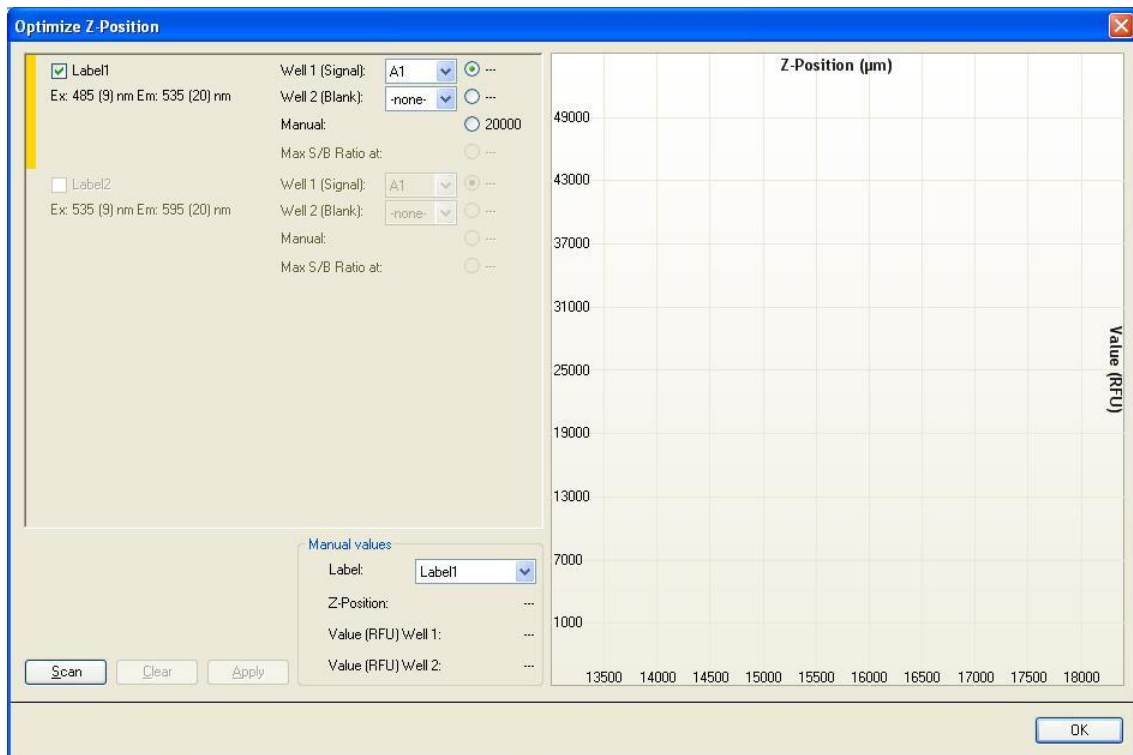 Optimize Z-Position
Label1
Well 1 (Signal): A1 ---
Ex: 485 (9) nm Em: 535 (20) nm
Well 2 (Blank): -none- ---
Manual: 20000
Max S/B Ratio at: ---
Label2
Well 1 (Signal): A1 ---
Ex: 535 (9) nm Em: 595 (20) nm
Well 2 (Blank): -none- ---
Manual: ---
Max S/B Ratio at: ---
Manual values
Label: Label1
Z-Position: ---
Value (RFU) Well 1: ---
Value (RFU) Well 2: ---
Scan Clear Apply
Z-Position (µm)
49000
43000
37000
31000
25000
19000
13000
7000
1000
Value (RFU)
13500 14000 14500 15000 15500 16000 16500 17000 17500 18000
OK